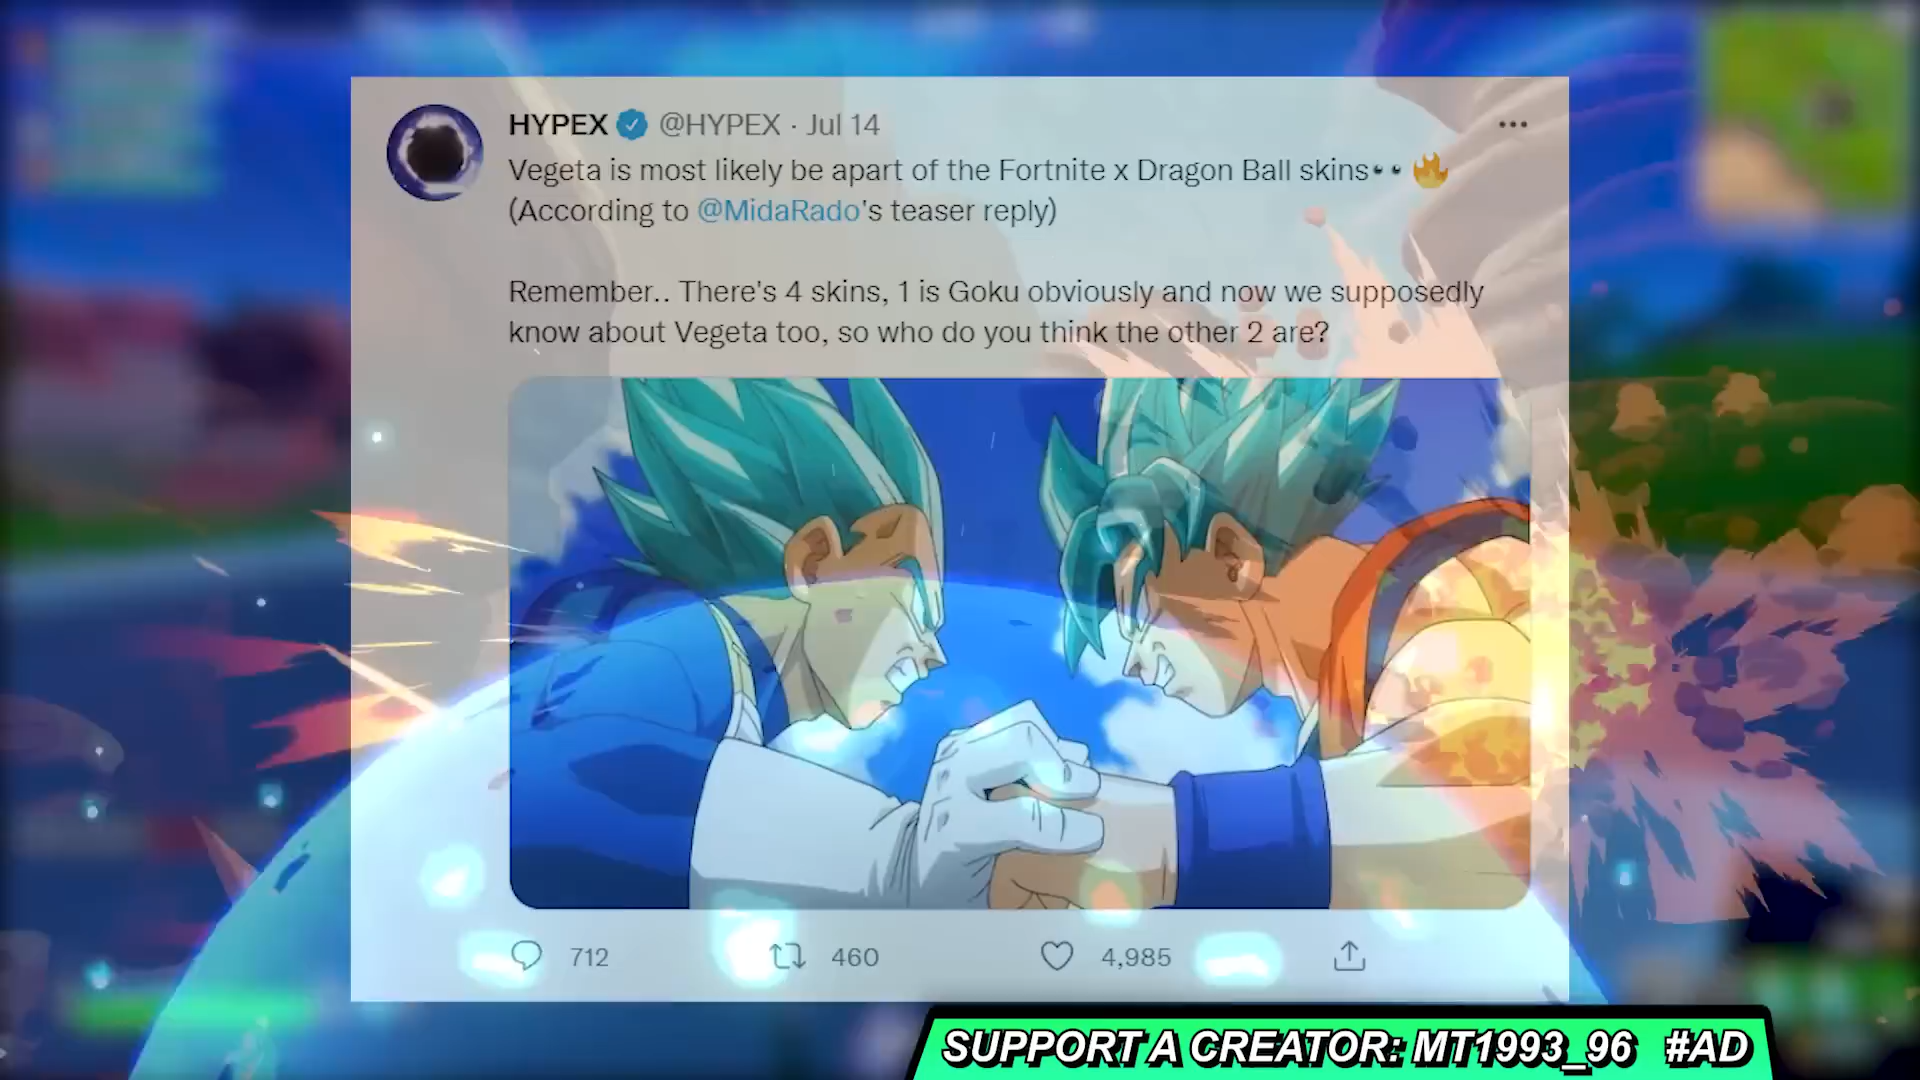 HYPEX @HYPEX · Jul 14
Vegeta is most likely be apart of the Fortnite x Dragon Ball skins👀 🔥
(According to @MidaRado's teaser reply)
Remember.. There's 4 skins, 1 is Goku obviously and now we supposedly
know about Vegeta too, so who do you think the other 2 are?
712 460 4,985
SUPPORT A CREATOR: MT1993_96 #AD